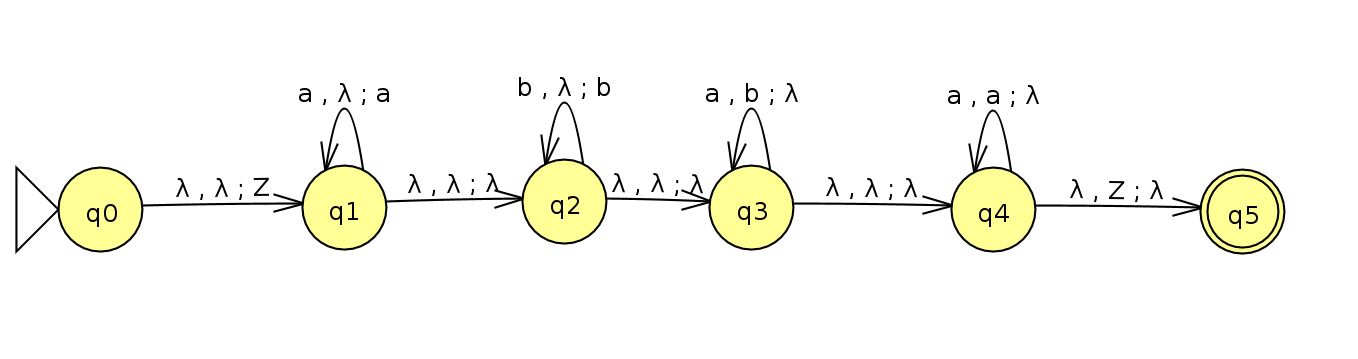 b , λ ; b
a , λ ; a
a , b ; λ
a , a ; λ
λ , λ ; Z
λ , λ ; λ
λ , λ ; λ
λ , λ ; λ
λ , Z ; λ
q0
q1
q2
q3
q4
q5